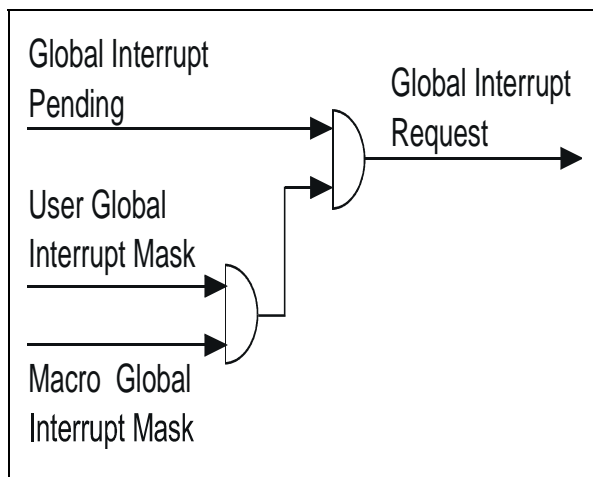 Global Interrupt
Pending
Global Interrupt
Request
User Global
Interrupt Mask
Macro Global
Interrupt Mask